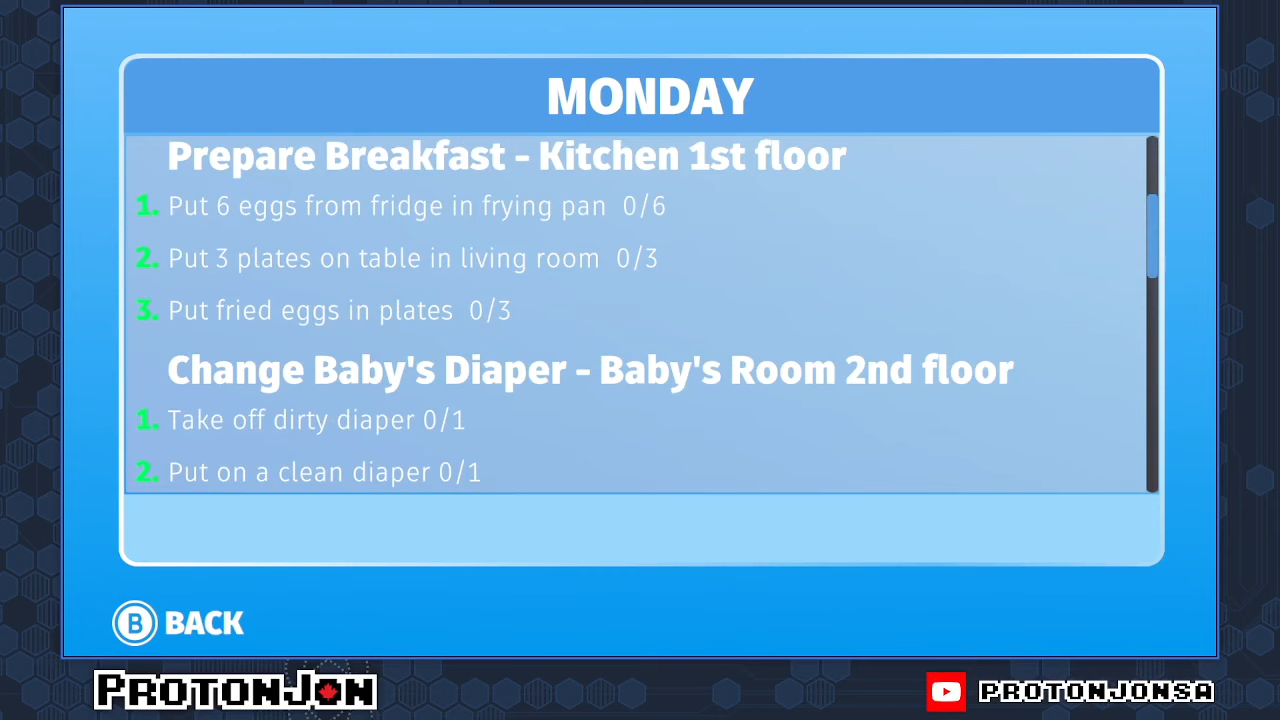 MONDAY
Prepare Breakfast - Kitchen 1st floor
1. Put 6 eggs from fridge in frying pan 0/6
2. Put 3 plates on table in living room 0/3
3. Put fried eggs in plates 0/3
Change Baby's Diaper - Baby's Room 2nd floor
1. Take off dirty diaper 0/1
2. Put on a clean diaper 0/1
B BACK
PROTONJON
PROTONJONSA